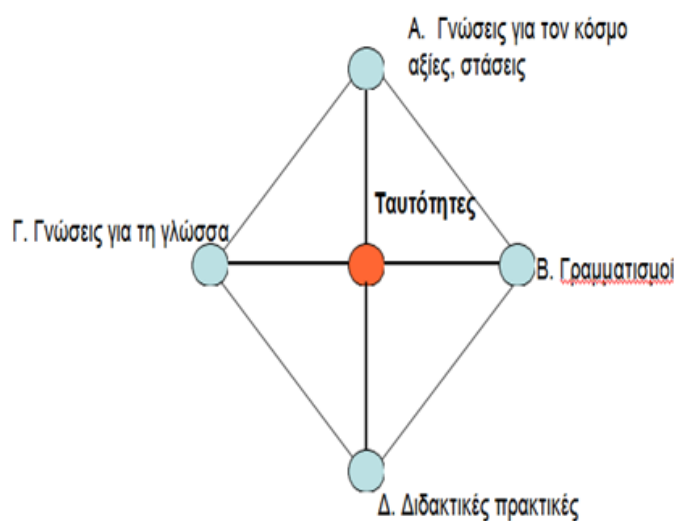 Α. Γνώσεις για τον κόσμο
αξίες, στάσεις
Ταυτότητες
Γ. Γνώσεις για τη γλώσσα
Β. Γραμματισμοί
Δ. Διδακτικές πρακτικές